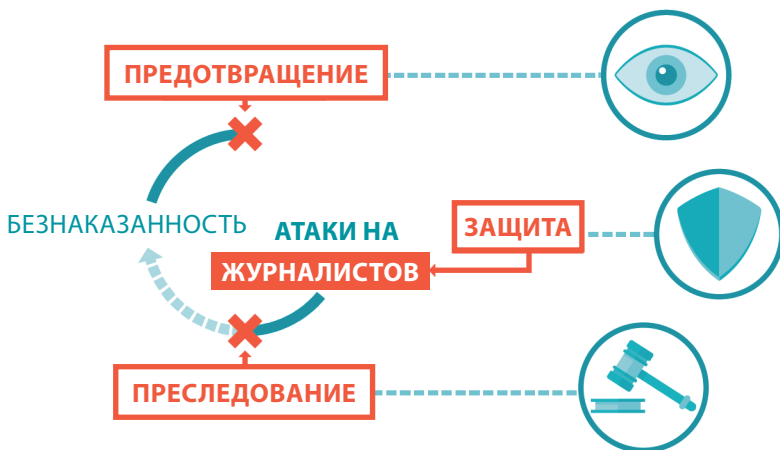 ПРЕДОТВРАЩЕНИЕ
БЕЗНАКАЗАННОСТЬ
АТАКИ НА
ЖУРНАЛИСТОВ
ЗАЩИТА
ПРЕСЛЕДОВАНИЕ